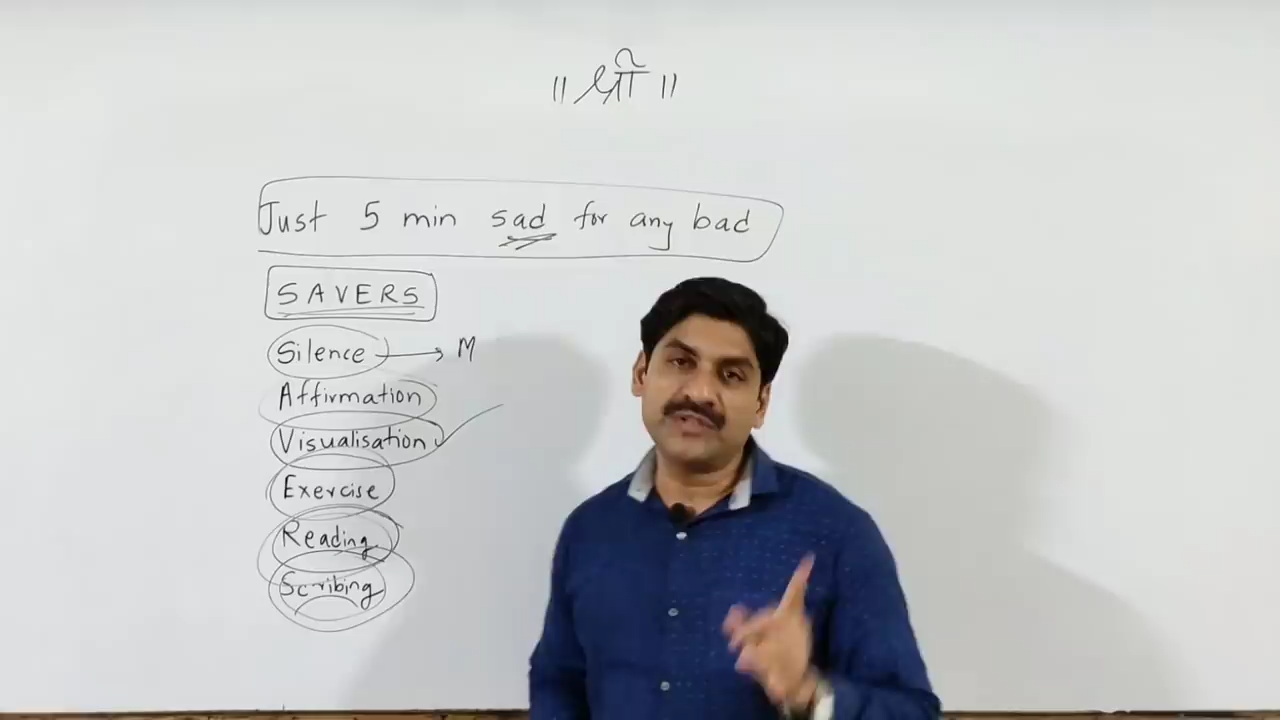 ॥ श्री ॥
Just 5 min sad for any bad
SAVERS
Silence → M
Affirmation
Visualisation
Exercise
Reading
Scribing